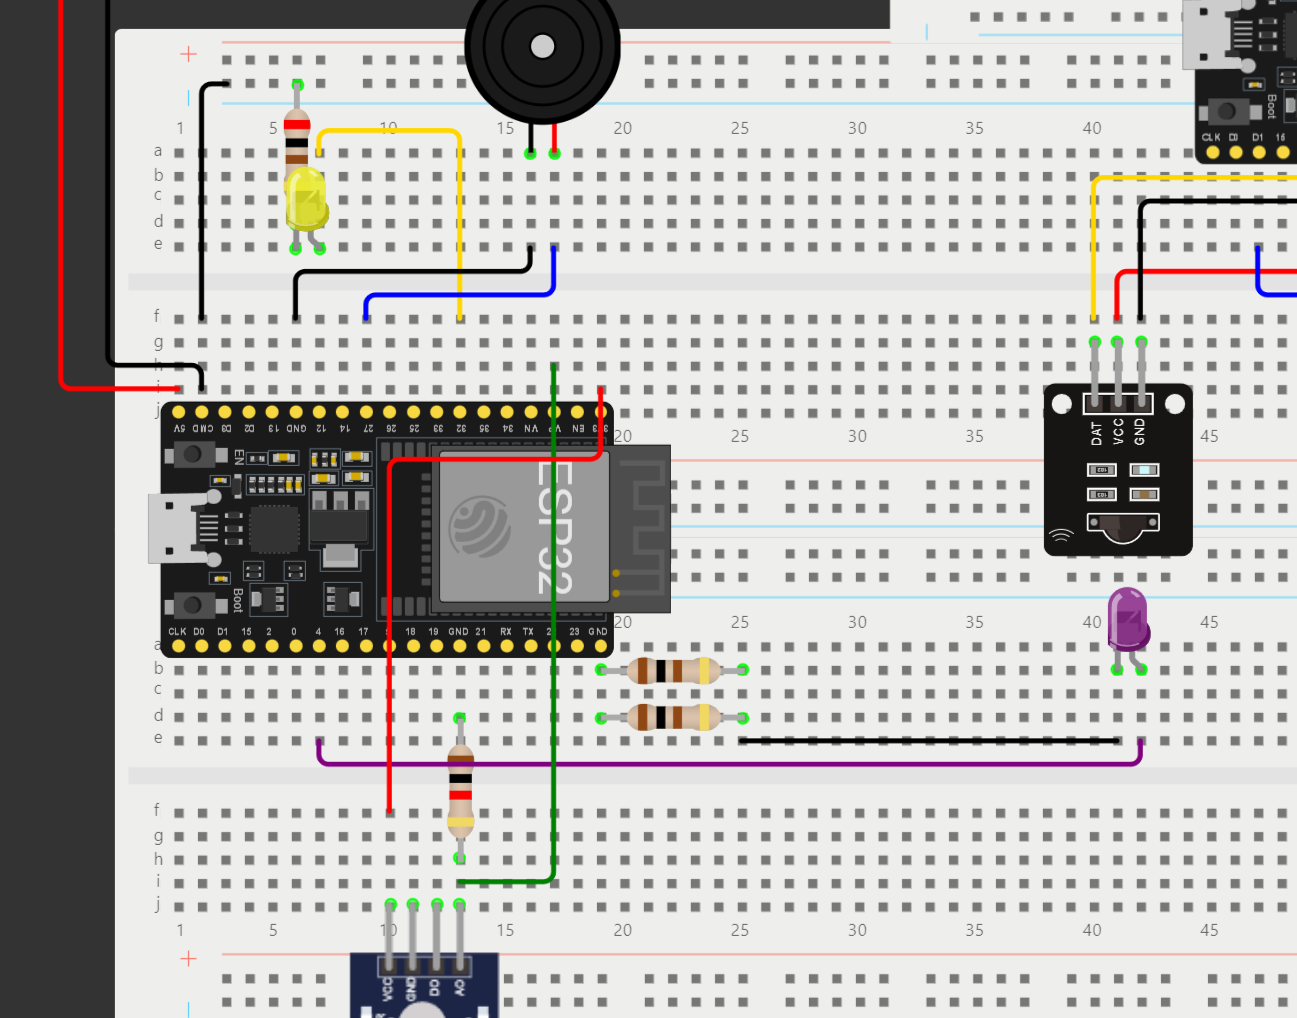 1 5 10 15 20 25 30 35 40
Boot
CLK D0 D1 15
a
b
c
d
e
f
g
h
i
j
5V CMD D3 D2 13 GND 12 14 27 26 25 33 32 35 34 VN VP EN 3V3
20 25 30 35 40 45
EN
DAT VCC GND
102
103
ESP32
Boot
20 25 30 35 40 45
CLK D0 D1 15 2 0 4 16 17 5 18 19 GND 21 RX TX 22 23 GND
a
b
c
d
e
f
g
h
i
j
1 5 10 15 20 25 30 35 40 45
VCC GND DO AO